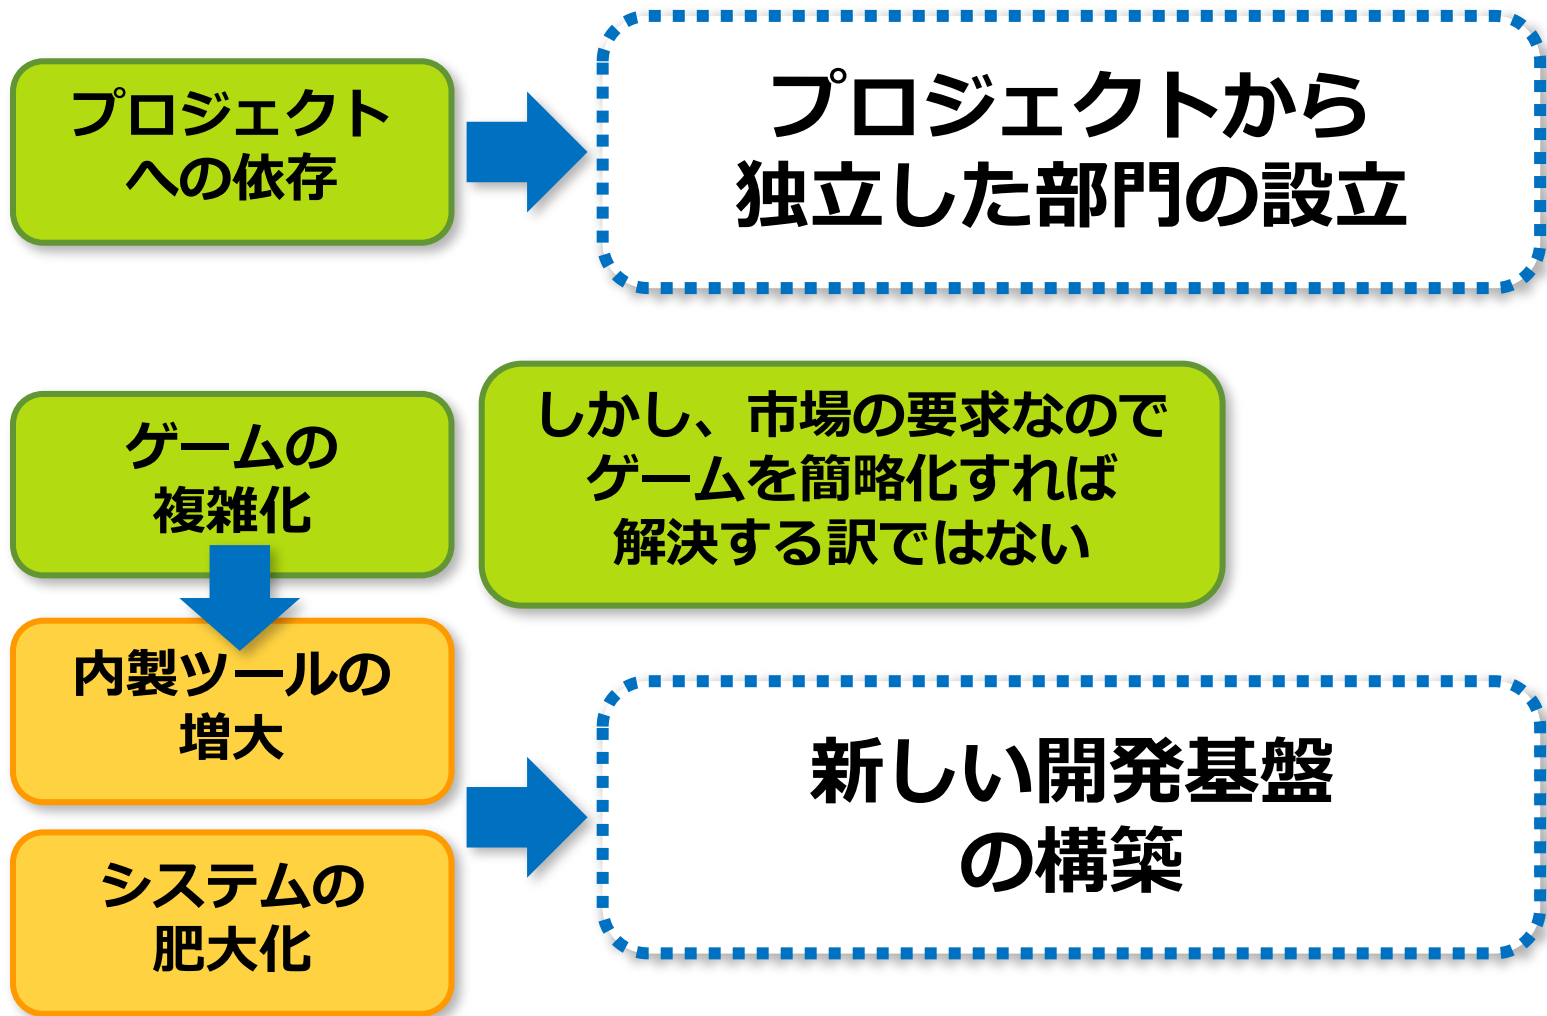 プロジェクト
への依存
プロジェクトから
独立した部門の設立
ゲームの
複雑化
しかし、市場の要求なので
ゲームを簡略化すれば
解決する訳ではない
内製ツールの
増大
システムの
肥大化
新しい開発基盤
の構築